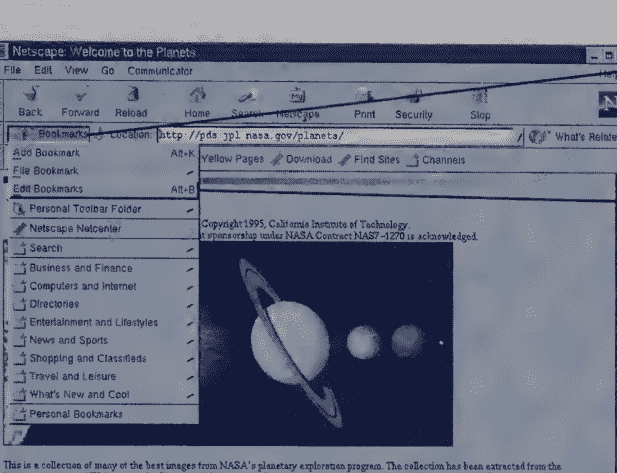 Netscape: Welcome to the Planets
File Edit View Go Communicator Help
Back Forward Reload Home Search Netscape Print Security Stop
N
Bookmarks Location: http://pds.jpl.nasa.gov/planets/ What's Relate
Add Bookmark Alt+K
File Bookmark
Edit Bookmarks Alt+B
Yellow Pages Download Find Sites Channels
Personal Toolbar Folder
Netscape Netcenter
Search
Business and Finance
Computers and Internet
Directories
Entertainment and Lifestyles
News and Sports
Shopping and Classifieds
Travel and Leisure
What's New and Cool
Personal Bookmarks
Copyright 1995, California Institute of Technology.
t sponsorship under NASA Contract NAS7-1270 is acknowledged.
This is a collection of many of the best images from NASA's planetary exploration program. The collection has been extracted from the